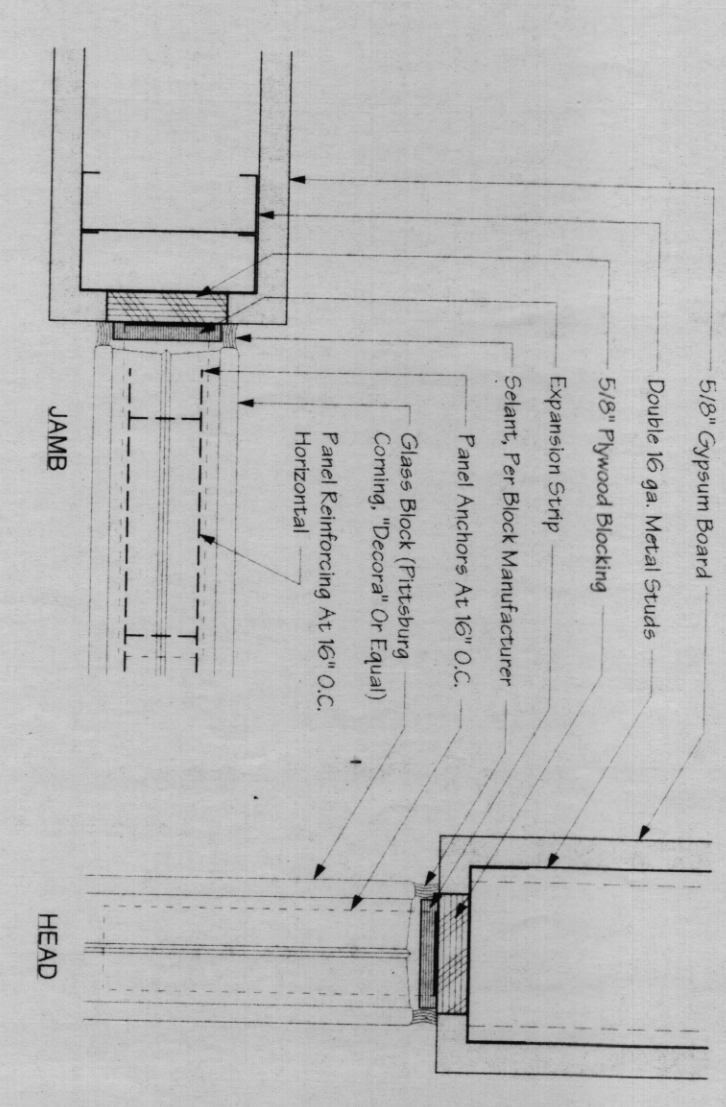 5/8" Gypsum Board
Double 16 ga. Metal Studs
5/8" Plywood Blocking
Expansion Strip
Selant, Per Block Manufacturer
Panel Anchors At 16" O.C.
Glass Block (Pittsburg
Corning, "Decora" Or Equal)
Panel Reinforcing At 16" O.C.
Horizontal
JAMB
HEAD